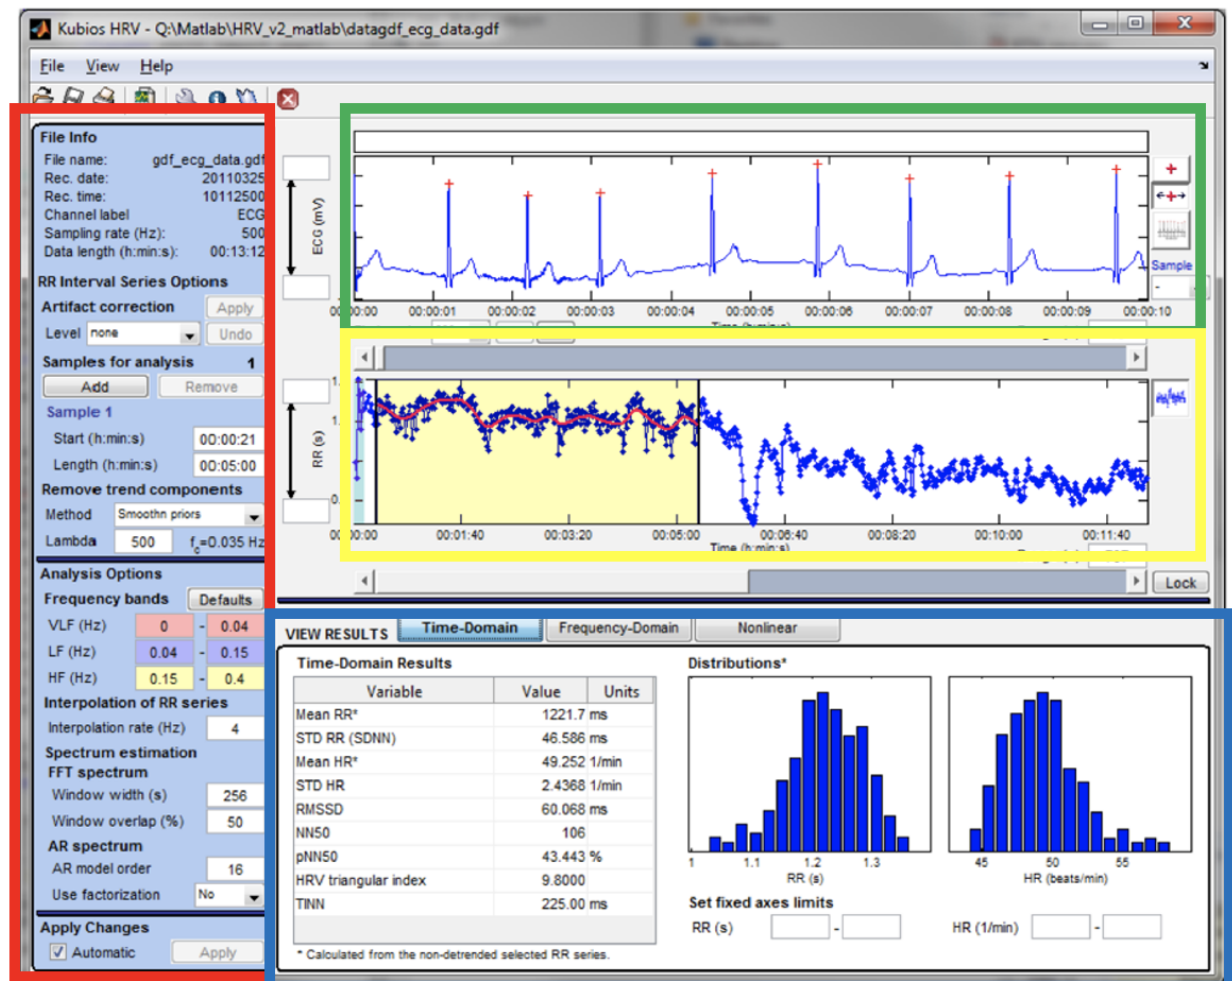 Kubios HRV - Q:\Matlab\HRV_v2_matlab\datagdf_ecg_data.gdf
File View Help
File Info
File name: gdf_ecg_data.gdf
Rec. date: 20110325
Rec. time: 10112500
Channel label ECG
Sampling rate (Hz): 500
Data length (h:min:s): 00:13:12
RR Interval Series Options
Artifact correction Apply
Level none Undo
Samples for analysis 1
Add Remove
Sample 1
Start (h:min:s) 00:00:21
Length (h:min:s) 00:05:00
Remove trend components
Method Smoothn priors
Lambda 500 fc=0.035 Hz
Analysis Options
Frequency bands Defaults
VLF (Hz) 0 - 0.04
LF (Hz) 0.04 - 0.15
HF (Hz) 0.15 - 0.4
Interpolation of RR series
Interpolation rate (Hz) 4
Spectrum estimation
FFT spectrum
Window width (s) 256
Window overlap (%) 50
AR spectrum
AR model order 16
Use factorization No
Apply Changes
Automatic Apply
ECG (mV)
Sample
-
00:00:00 00:00:01 00:00:02 00:00:03 00:00:04 00:00:05 00:00:06 00:00:07 00:00:08 00:00:09 00:00:10
Time (h:min:s)
RR (s)
00:00:00 00:01:40 00:03:20 00:05:00 00:06:40 00:08:20 00:10:00 00:11:40
Time (h:min:s)
Lock
VIEW RESULTS Time-Domain Frequency-Domain Nonlinear
Time-Domain Results
Variable Value Units
Mean RR* 1221.7 ms
STD RR (SDNN) 46.586 ms
Mean HR* 49.252 1/min
STD HR 2.4368 1/min
RMSSD 60.068 ms
NN50 106
pNN50 43.443 %
HRV triangular index 9.8000
TINN 225.00 ms
* Calculated from the non-detrended selected RR series.
Distributions*
1 1.1 1.2 1.3
RR (s)
45 50 55
HR (beats/min)
Set fixed axes limits
RR (s) - HR (1/min) -